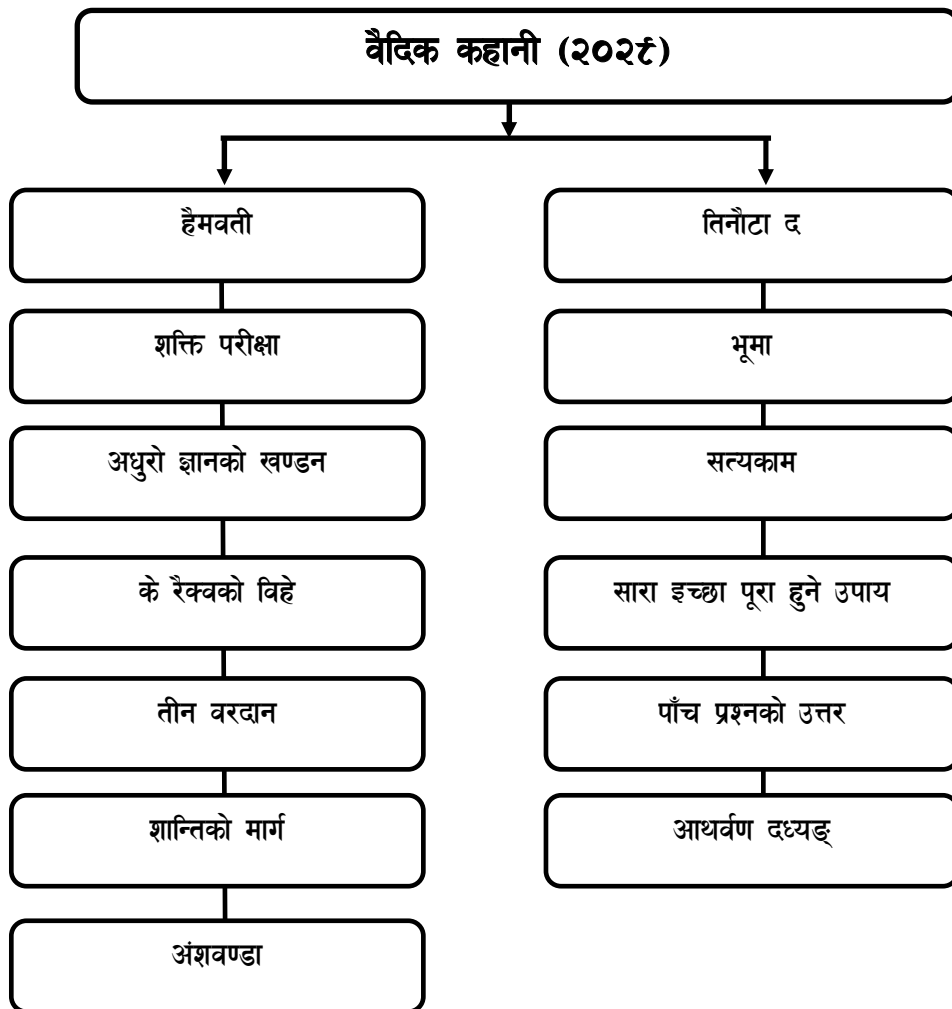 वैदिक कहानी (२०२९)
हैमवती
शक्ति परीक्षा
अधुरो ज्ञानको खण्डन
के रैक्वको विहे
तीन वरदान
शान्तिको मार्ग
अंशवण्डा
तिनौटा द
भूमा
सत्यकाम
सारा इच्छा पूरा हुने उपाय
पाँच प्रश्नको उत्तर
आथर्वण दध्यङ्